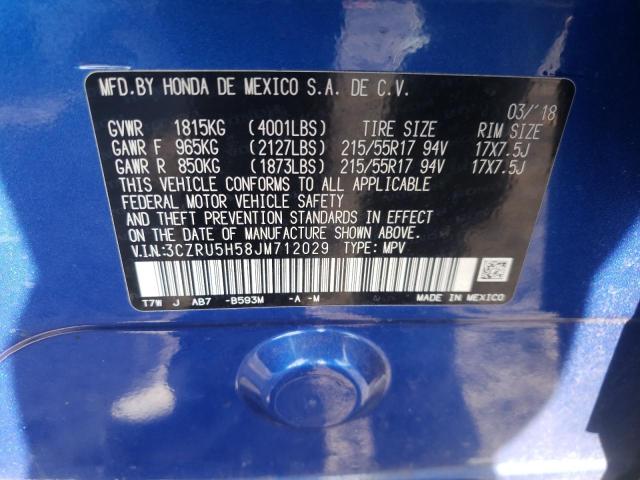 MFD.BY HONDA DE MEXICO S.A. DE C.V.
03/'18
GVWR 1815KG (4001LBS) TIRE SIZE RIM SIZE
GAWR F 965KG (2127LBS) 215/55R17 94V 17X7.5J
GAWR R 850KG (1873LBS) 215/55R17 94V 17X7.5J
THIS VEHICLE CONFORMS TO ALL APPLICABLE
FEDERAL MOTOR VEHICLE SAFETY
AND THEFT PREVENTION STANDARDS IN EFFECT
ON THE DATE OF MANUFACTURE SHOWN ABOVE.
V.I.N.:3CZRU5H58JM712029 TYPE: MPV
T7W J AB7 -B593M -A -M MADE IN MEXICO